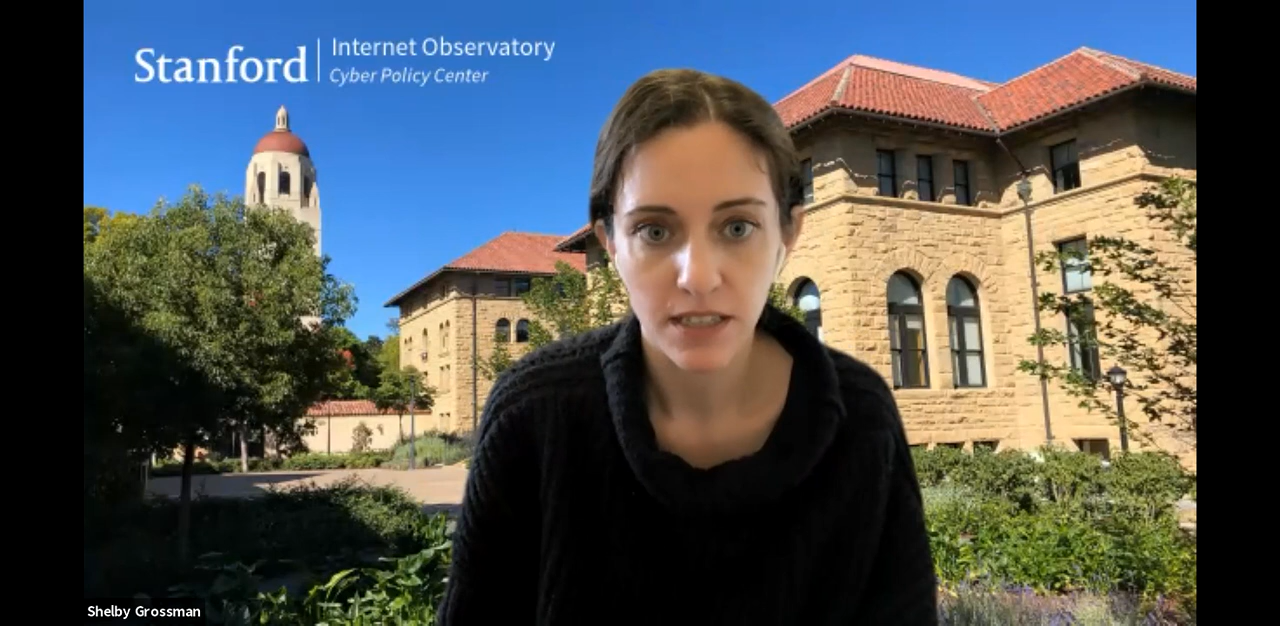 Stanford
Internet Observatory
Cyber Policy Center
Shelby Grossman